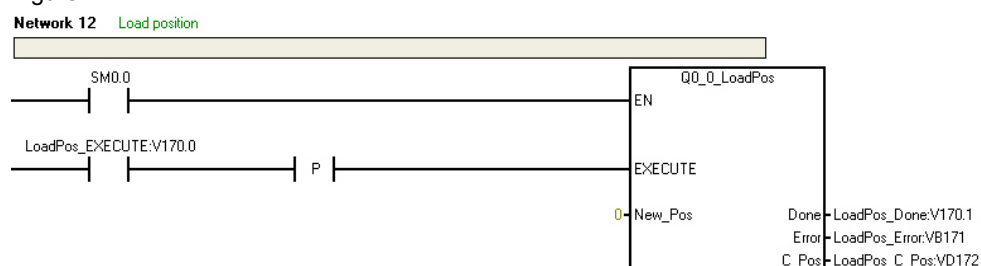 Network 12 Load position
SM0.0
Q0_0_LoadPos
EN
LoadPos_EXECUTE:V170.0
P
EXECUTE
0 New_Pos Done LoadPos_Done:V170.1
Error LoadPos_Error:VB171
C_Pos LoadPos_C_Pos:VD172